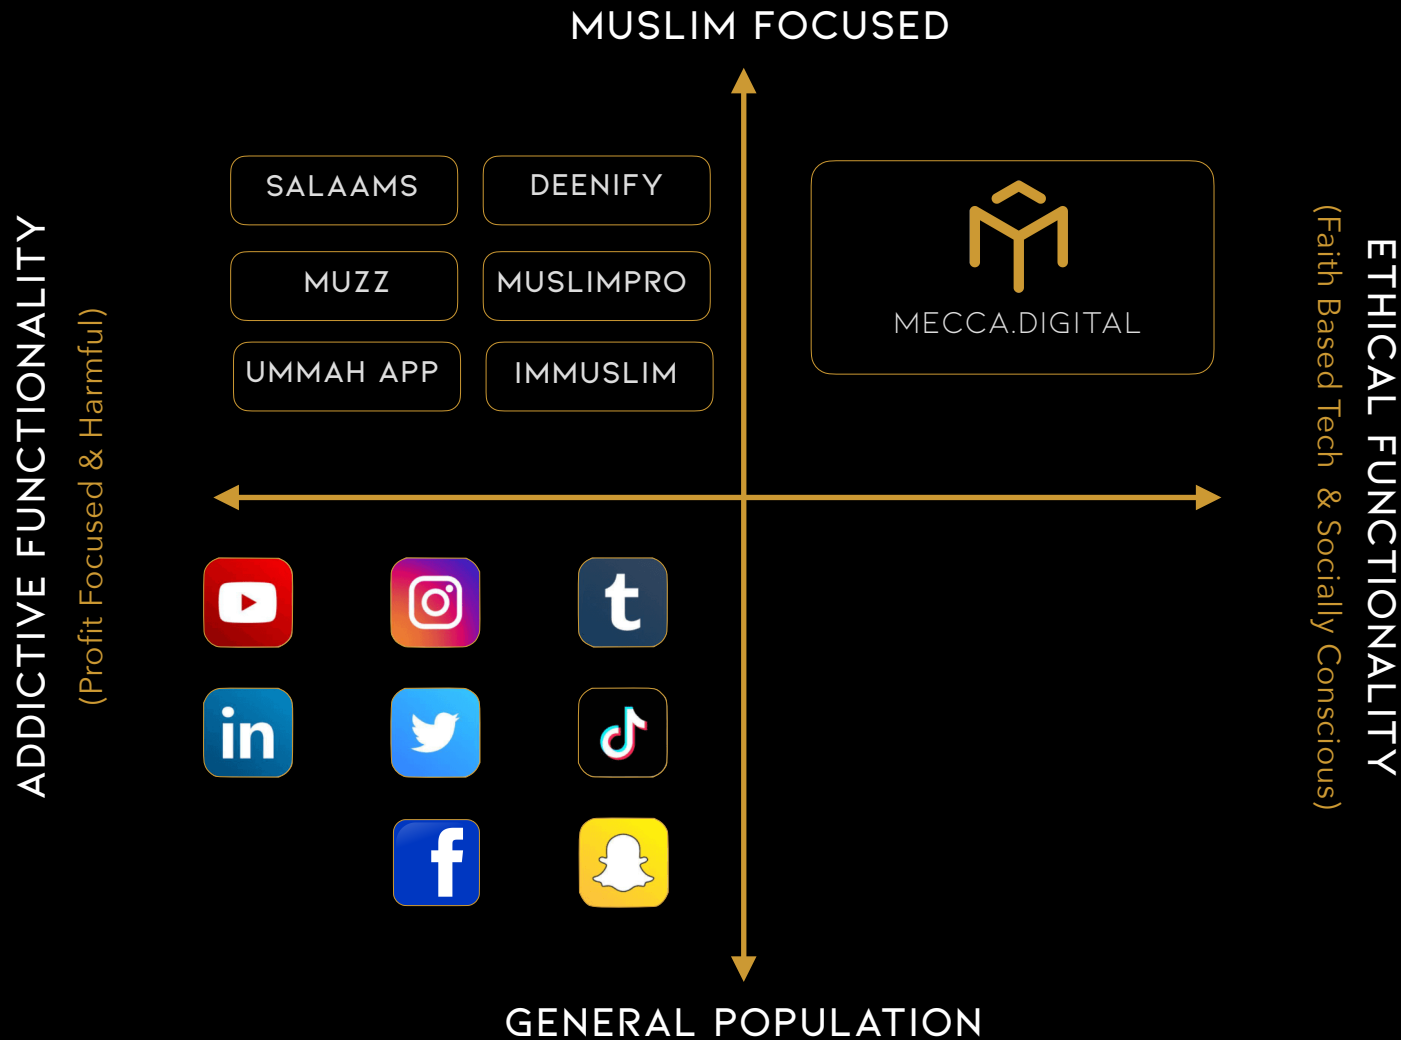 MUSLIM FOCUSED
SALAAMS
DEENIFY
MUZZ
MUSLIMPRO
UMMAH APP
IMMUSLIM
MECCA.DIGITAL
ADDICTIVE FUNCTIONALITY
(Profit Focused & Harmful)
ETHICAL FUNCTIONALITY
(Faith Based Tech & Socially Conscious)
t
in
f
GENERAL POPULATION